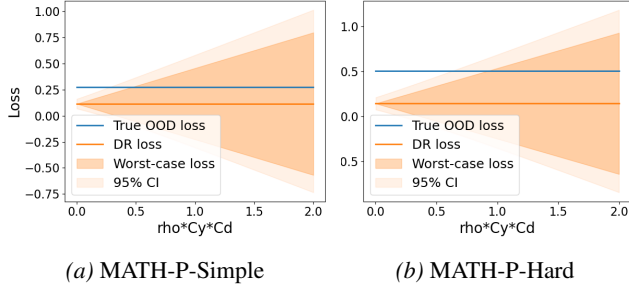 1.00
0.75
0.50
0.25
0.00
−0.25
−0.50
−0.75
Loss
True OOD loss
DR loss
Worst-case loss
95% CI
0.0 0.5 1.0 1.5 2.0
rho*Cy*Cd
(a) MATH-P-Simple
1.0
0.5
0.0
0.5
True OOD loss
DR loss
Worst-case loss
95% CI
0.0 0.5 1.0 1.5 2.0
rho*Cy*Cd
(b) MATH-P-Hard